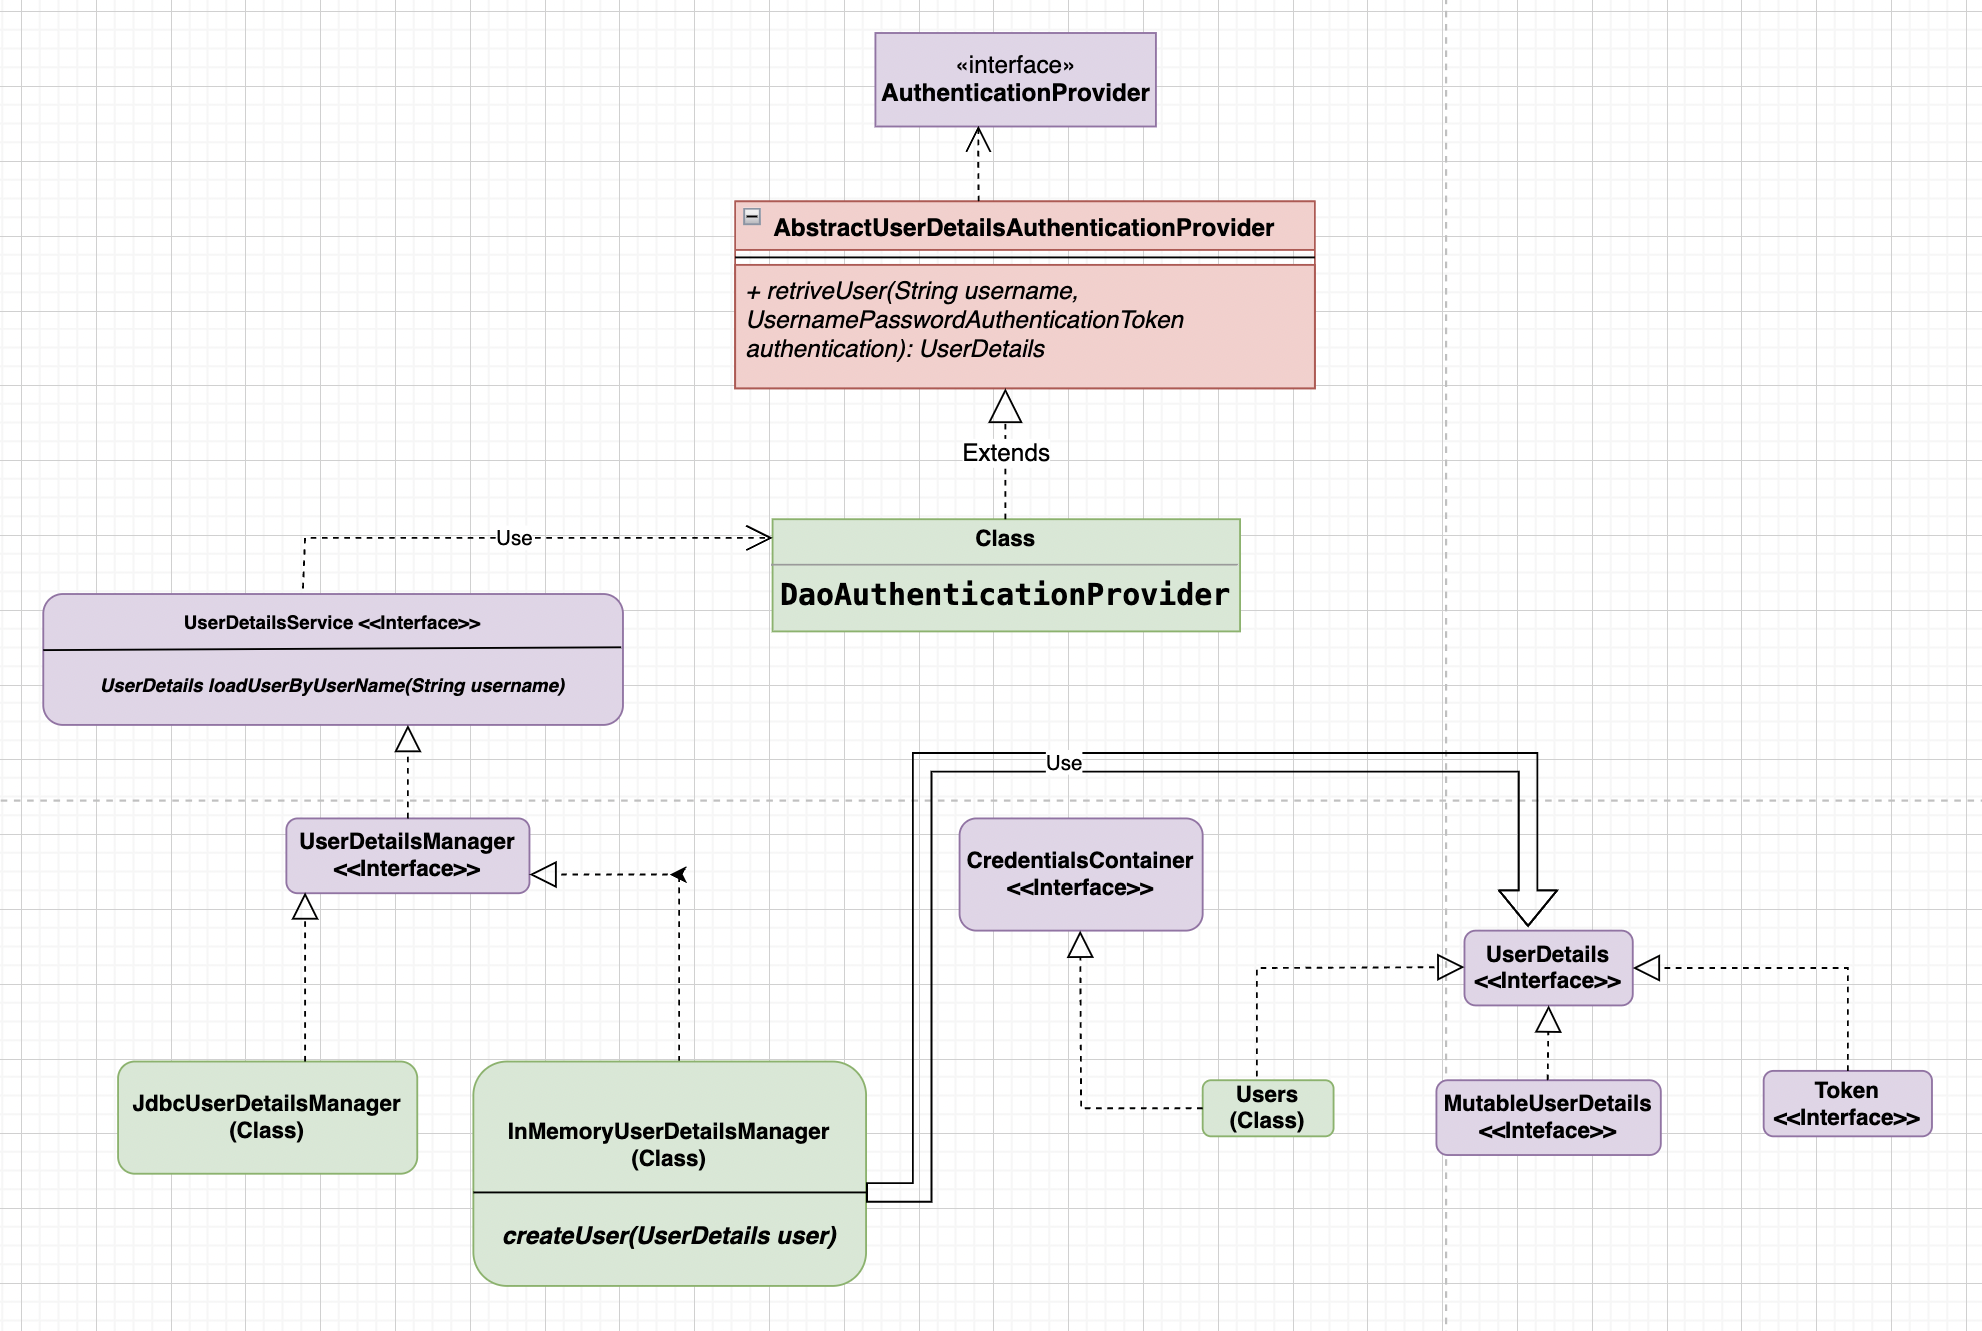 «interface»
AuthenticationProvider
AbstractUserDetailsAuthenticationProvider
+ retriveUser(String username,
UsernamePasswordAuthenticationToken
authentication): UserDetails
Extends
Use
Class
DaoAuthenticationProvider
UserDetailsService <<Interface>>
UserDetails loadUserByUserName(String username)
Use
UserDetailsManager
<<Interface>>
CredentialsContainer
<<Interface>>
UserDetails
<<Interface>>
JdbcUserDetailsManager
(Class)
InMemoryUserDetailsManager
(Class)
createUser(UserDetails user)
Users
(Class)
MutableUserDetails
<<Inteface>>
Token
<<Interface>>